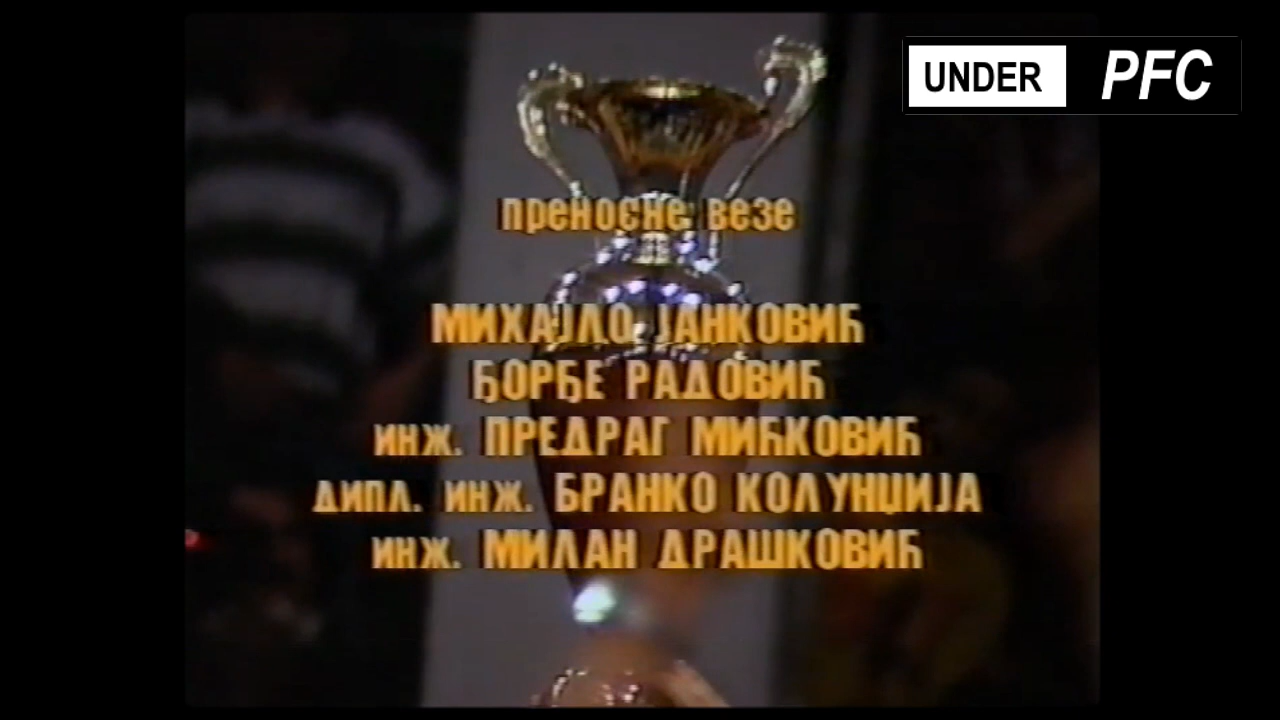 UNDER PFC
преносне везе
МИХАЈЛО ЈАНКОВИЋ
ЂОРЂЕ РАДОВИЋ
инж. ПРЕДРАГ МИЋКОВИЋ
дипл. инж. БРАНКО КОЛУНЏИЈА
инж. МИЛАН ДРАШКОВИЋ